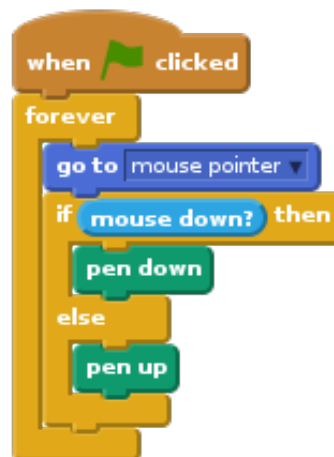 when clicked
forever
go to mouse pointer
if mouse down? then
pen down
else
pen up